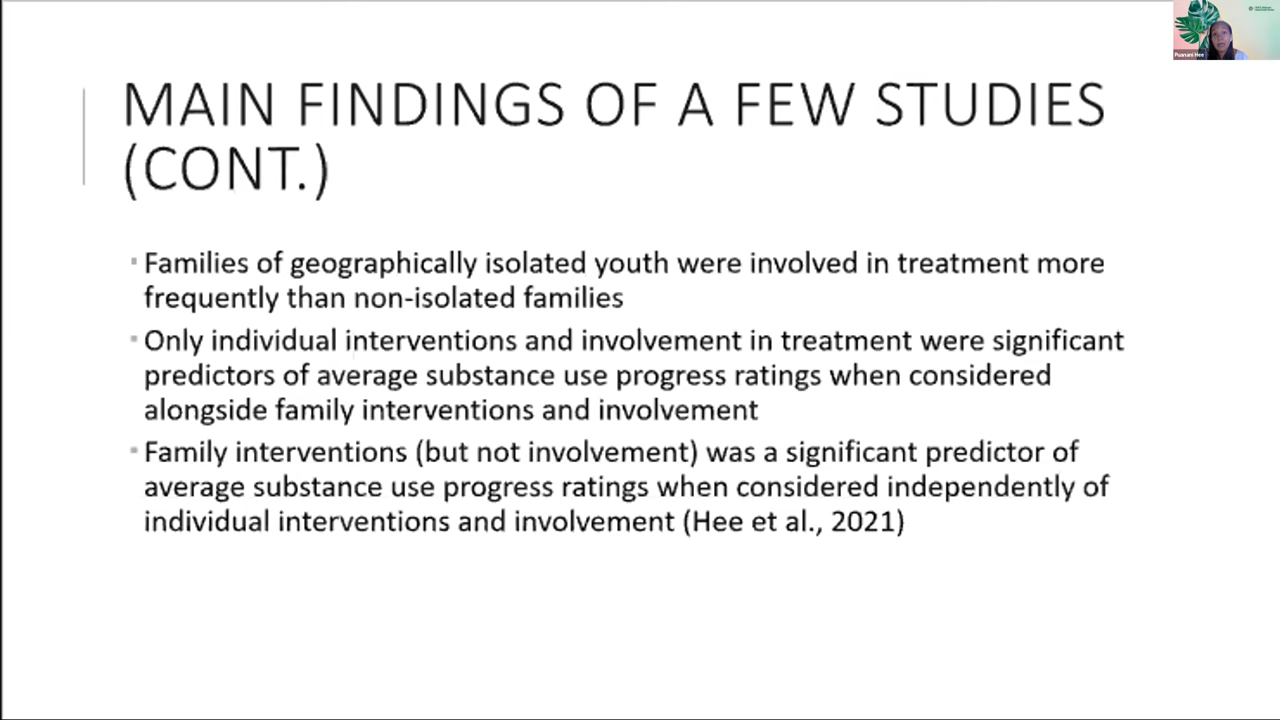 MAIN FINDINGS OF A FEW STUDIES
(CONT.)
Families of geographically isolated youth were involved in treatment more
frequently than non-isolated families
Only individual interventions and involvement in treatment were significant
predictors of average substance use progress ratings when considered
alongside family interventions and involvement
Family interventions (but not involvement) was a significant predictor of
average substance use progress ratings when considered independently of
individual interventions and involvement (Hee et al., 2021)
Puanani Hee